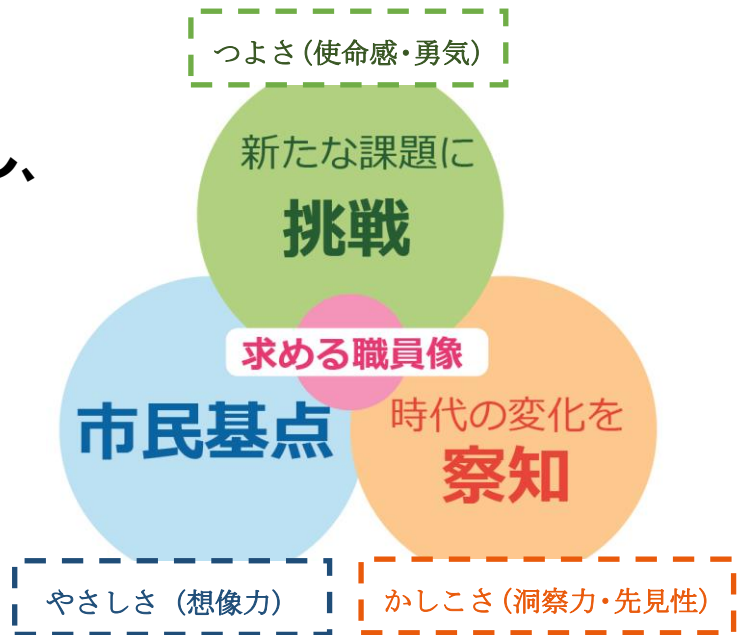 つよさ（使命感・勇気）
し、
新たな課題に
挑戦
求める職員像
市民基点
時代の変化を
察知
やさしさ（想像力）
かしこさ（洞察力・先見性）